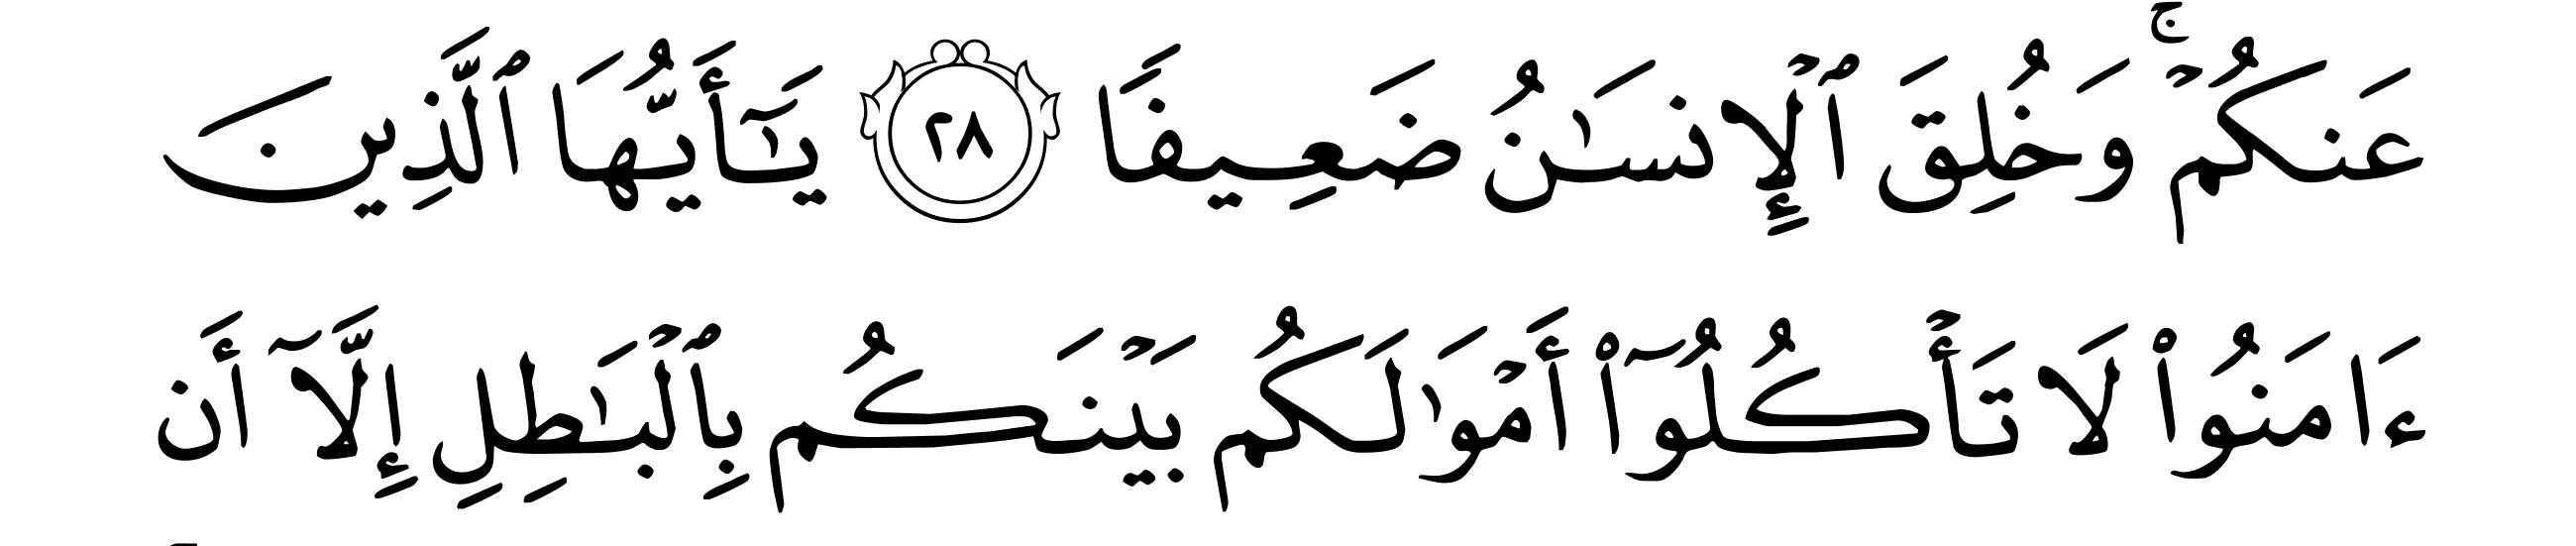 عَنكُمْۚ وَخُلِقَ ٱلْإِنسَـٰنُ ضَعِيفًا ٢٨ يَـٰٓأَيُّهَا ٱلَّذِينَ
ءَامَنُوا۟ لَا تَأْكُلُوٓا۟ أَمْوَٰلَكُم بَيْنَكُم بِٱلْبَـٰطِلِ إِلَّآ أَن